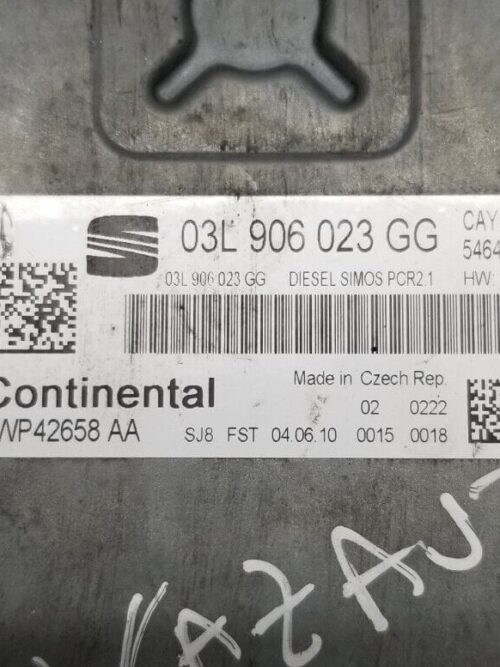 03L 906 023 GG CAY
03L 906 023 GG DIESEL SIMOS PCR2.1 HW:
Continental Made in Czech Rep.
02 0222
WP42658 AA SJ8 FST 04.06.10 0015 0018